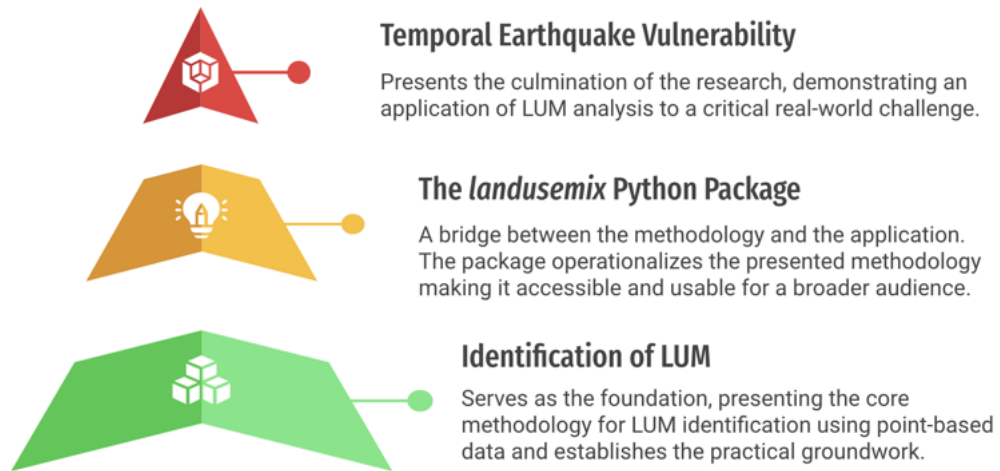 Temporal Earthquake Vulnerability
Presents the culmination of the research, demonstrating an
application of LUM analysis to a critical real-world challenge.
The landusemix Python Package
A bridge between the methodology and the application.
The package operationalizes the presented methodology
making it accessible and usable for a broader audience.
Identification of LUM
Serves as the foundation, presenting the core
methodology for LUM identification using point-based
data and establishes the practical groundwork.